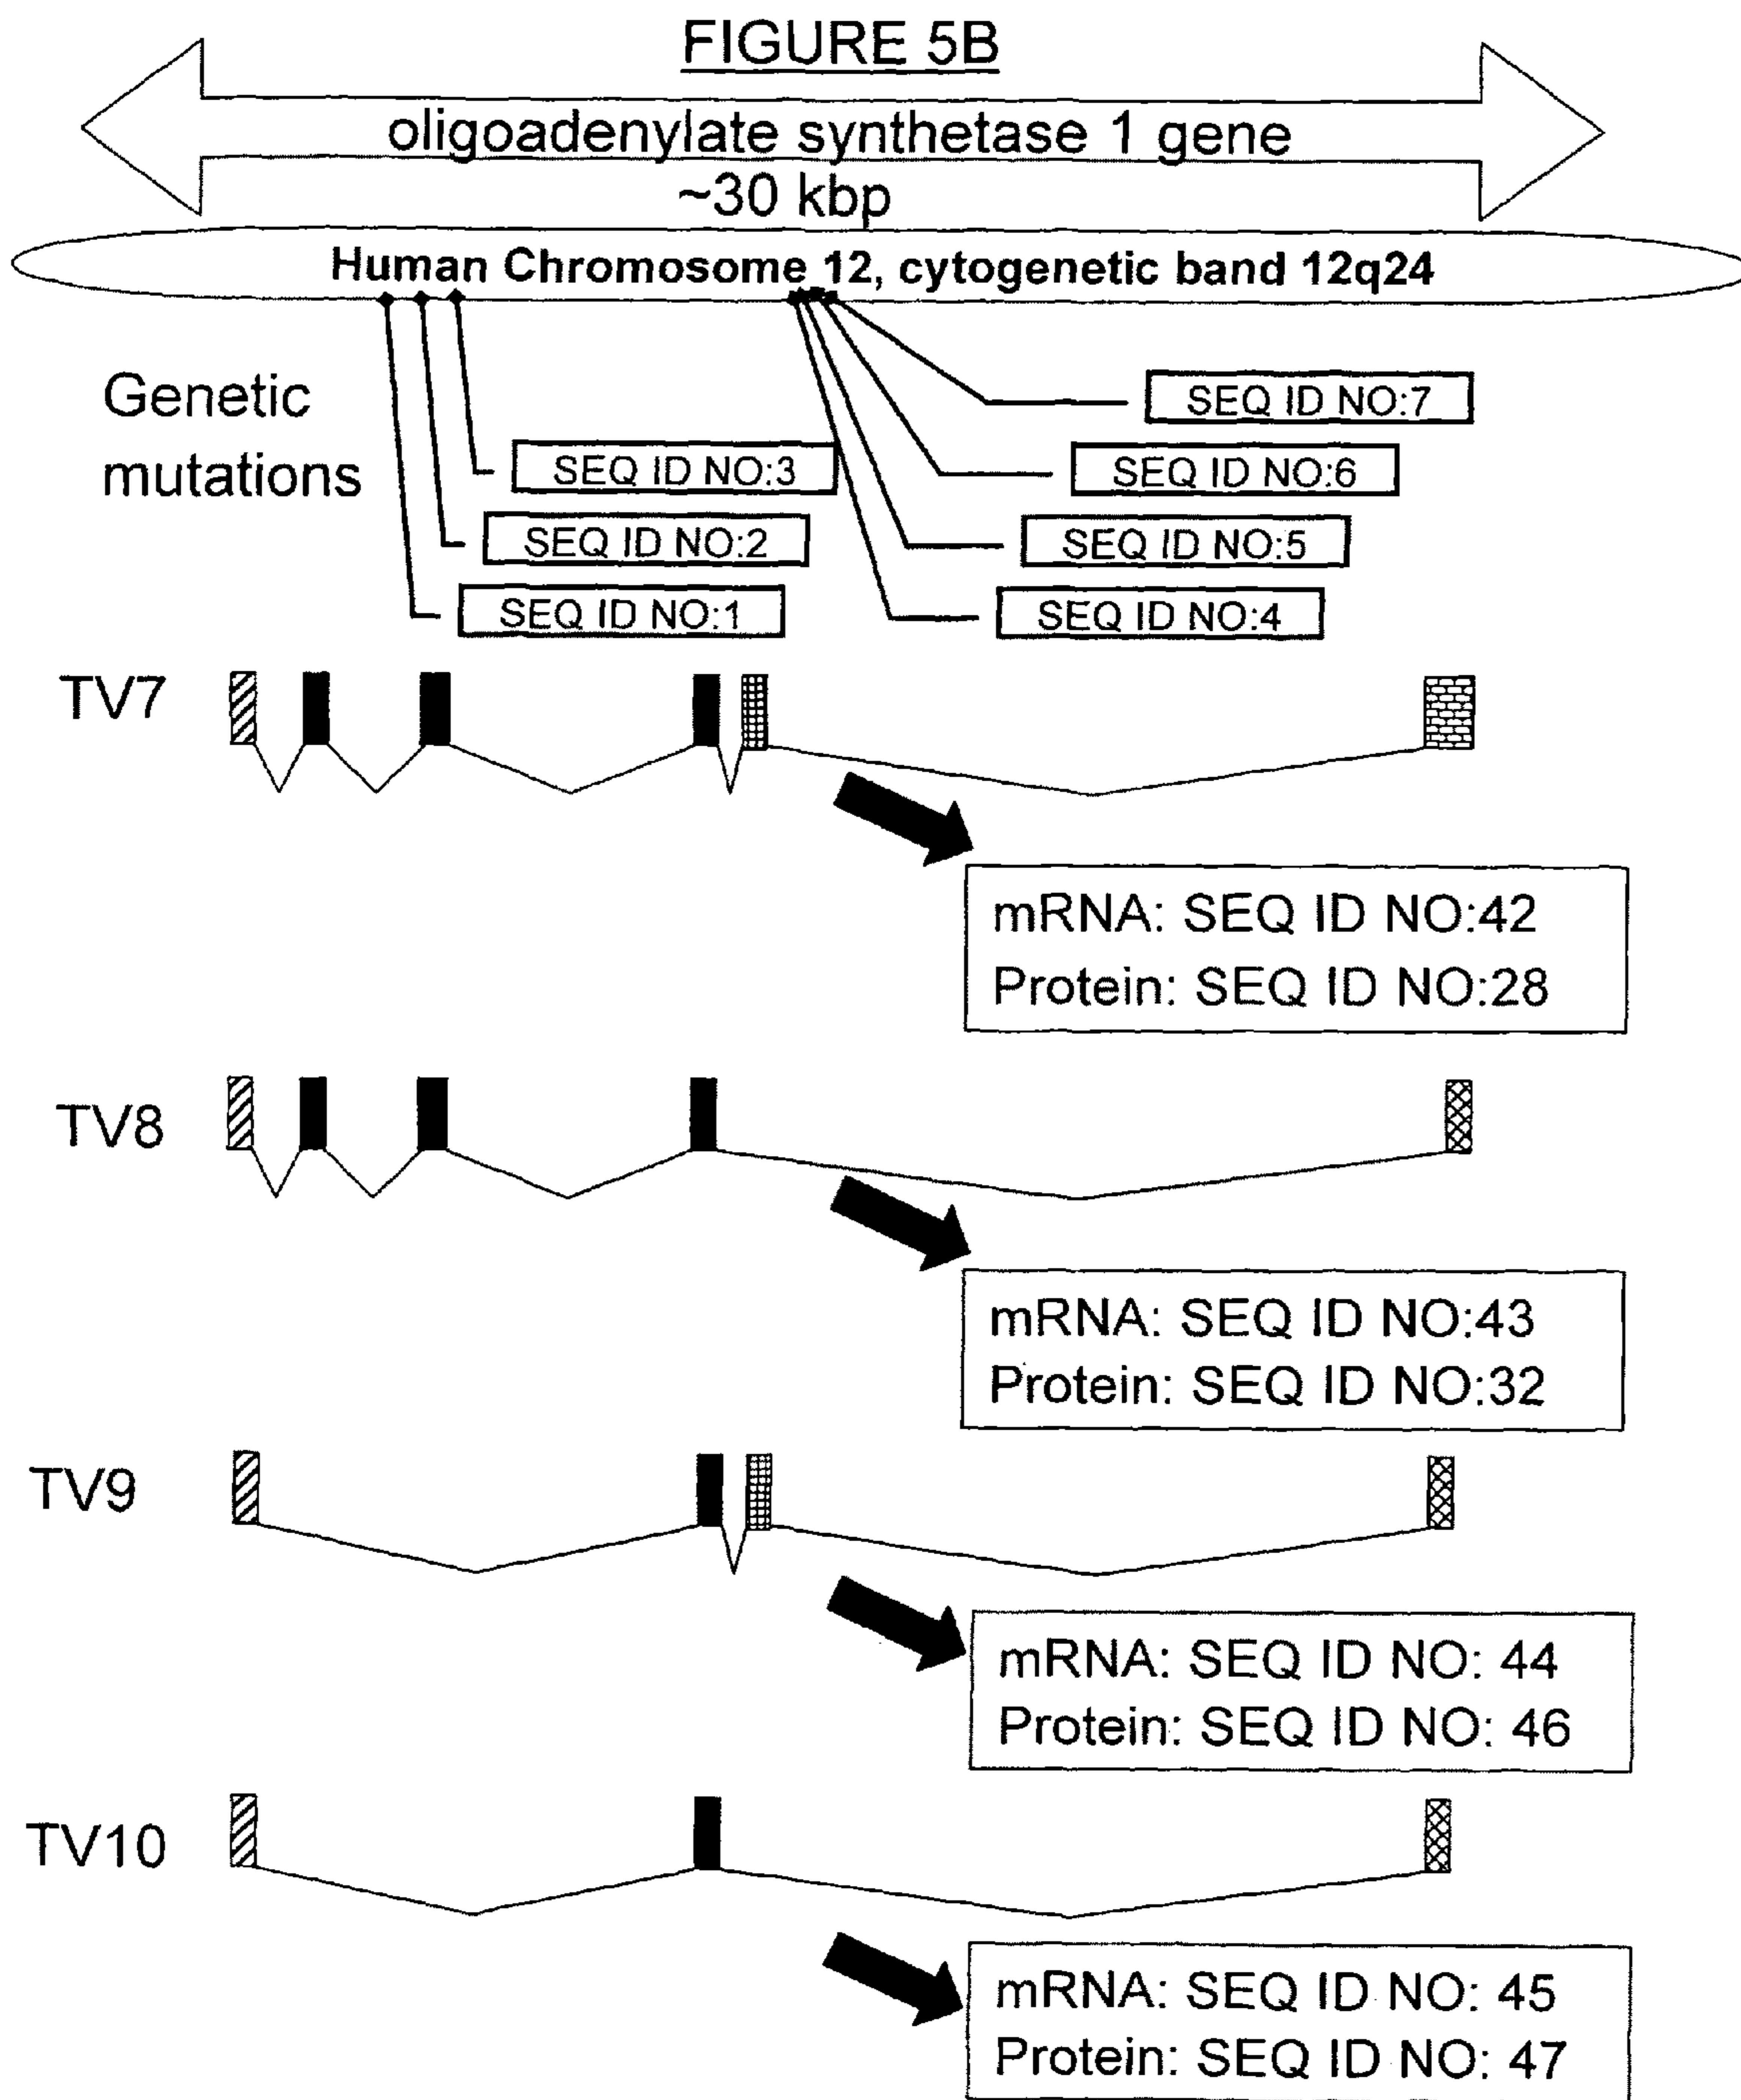 FIGURE 5B
oligoadenylate synthetase 1 gene
~30 kbp
Human Chromosome 12, cytogenetic band 12q24
Genetic
mutations
SEQ ID NO:7
SEQ ID NO:3
SEQ ID NO:6
SEQ ID NO:2
SEQ ID NO:5
SEQ ID NO:1
SEQ ID NO:4
TV7
mRNA: SEQ ID NO:42
Protein: SEQ ID NO:28
TV8
mRNA: SEQ ID NO:43
Protein: SEQ ID NO:32
TV9
mRNA: SEQ ID NO: 44
Protein: SEQ ID NO: 46
TV10
mRNA: SEQ ID NO: 45
Protein: SEQ ID NO: 47